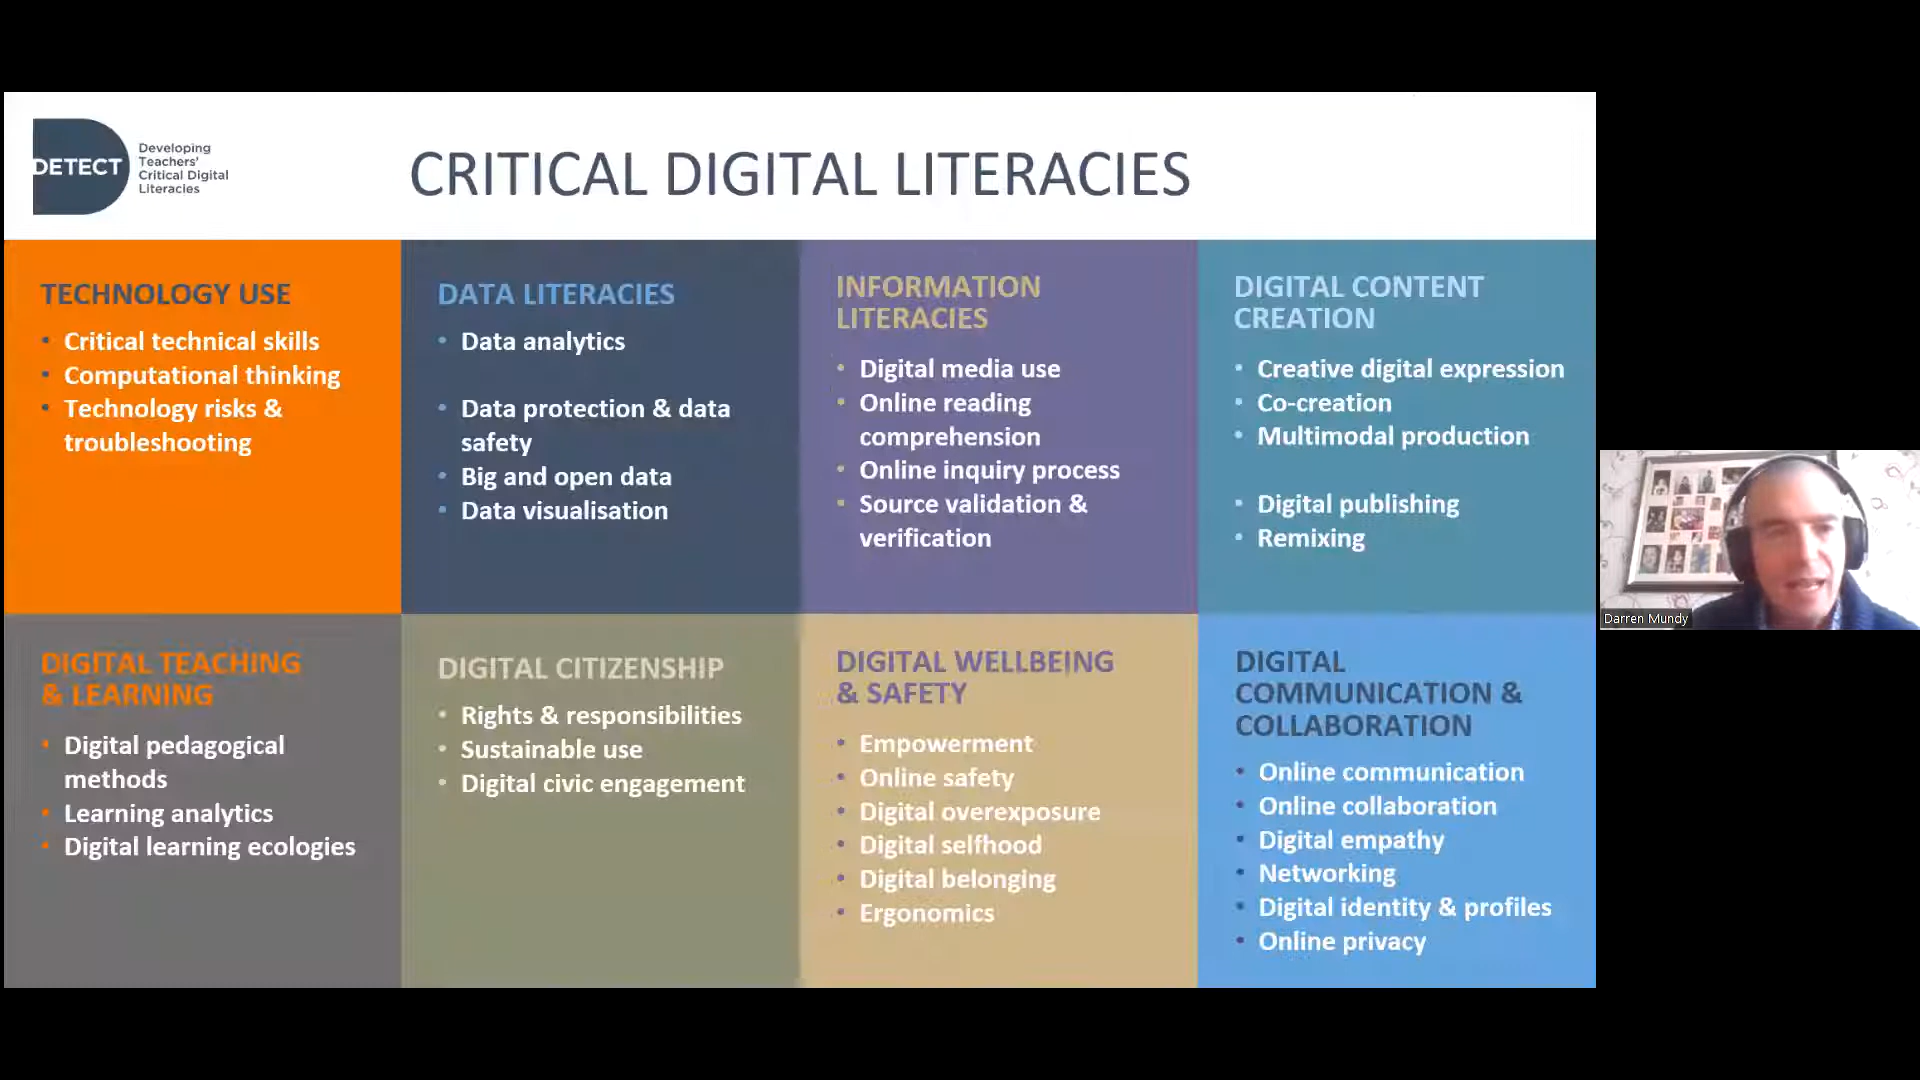 DETECT
Developing
Teachers'
Critical Digital
Literacies
CRITICAL DIGITAL LITERACIES
TECHNOLOGY USE
• Critical technical skills
• Computational thinking
• Technology risks &
troubleshooting
DATA LITERACIES
• Data analytics
• Data protection & data
safety
• Big and open data
• Data visualisation
INFORMATION
LITERACIES
• Digital media use
• Online reading
comprehension
• Online inquiry process
• Source validation &
verification
DIGITAL CONTENT
CREATION
• Creative digital expression
• Co-creation
• Multimodal production
• Digital publishing
• Remixing
DIGITAL TEACHING
& LEARNING
• Digital pedagogical
methods
• Learning analytics
• Digital learning ecologies
DIGITAL CITIZENSHIP
• Rights & responsibilities
• Sustainable use
• Digital civic engagement
DIGITAL WELLBEING
& SAFETY
• Empowerment
• Online safety
• Digital overexposure
• Digital selfhood
• Digital belonging
• Ergonomics
DIGITAL
COMMUNICATION &
COLLABORATION
• Online communication
• Online collaboration
• Digital empathy
• Networking
• Digital identity & profiles
• Online privacy
Darren Mundy